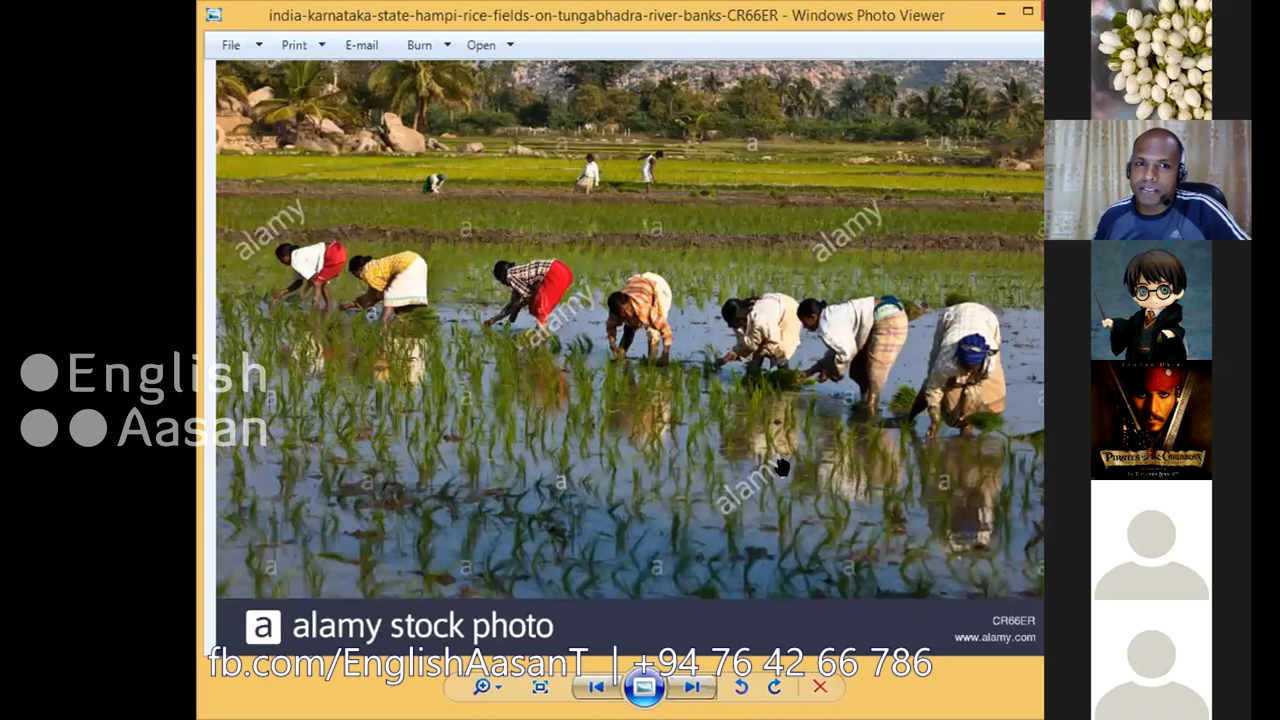 india-karnataka-state-hampi-rice-fields-on-tungabhadra-river-banks-CR66ER - Windows Photo Viewer
File Print E-mail Burn Open
alamy
alamy
English
Aasan
alamy
alamy
a alamy stock photo
CR66ER
www.alamy.com
fb.com/EnglishAasanT | +94 76 42 66 786